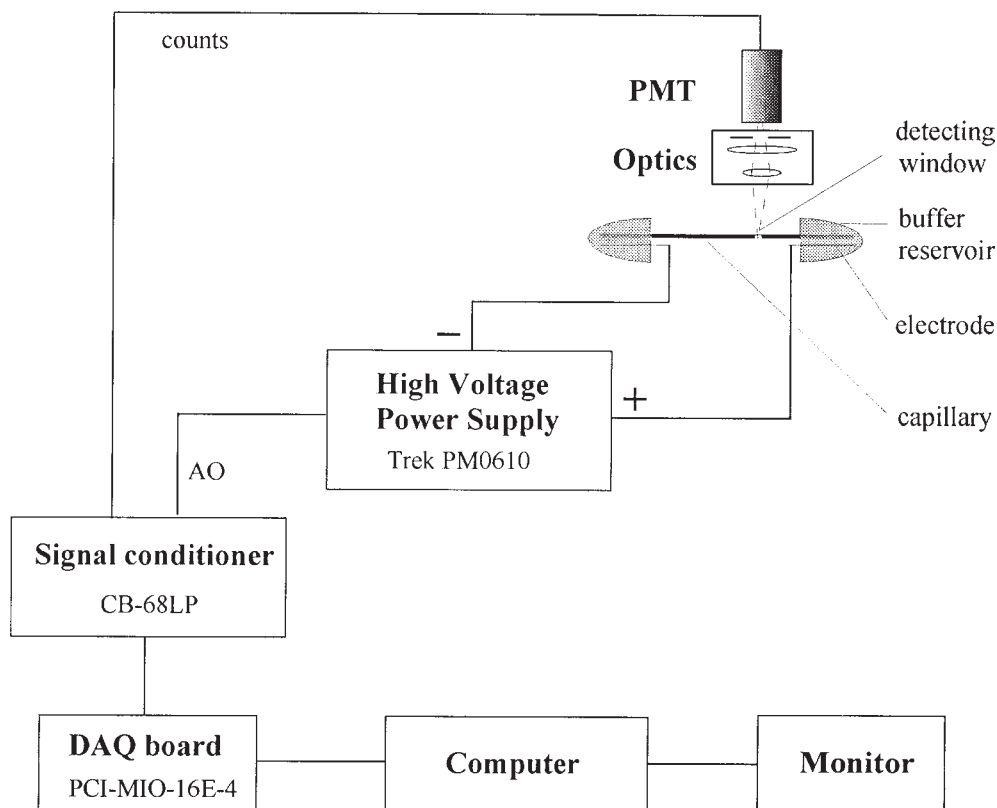 counts
PMT
Optics
detecting
window
buffer
reservoir
electrode
capillary
−
High Voltage
Power Supply
Trek PM0610
+
AO
Signal conditioner
CB-68LP
DAQ board
PCI-MIO-16E-4
Computer
Monitor